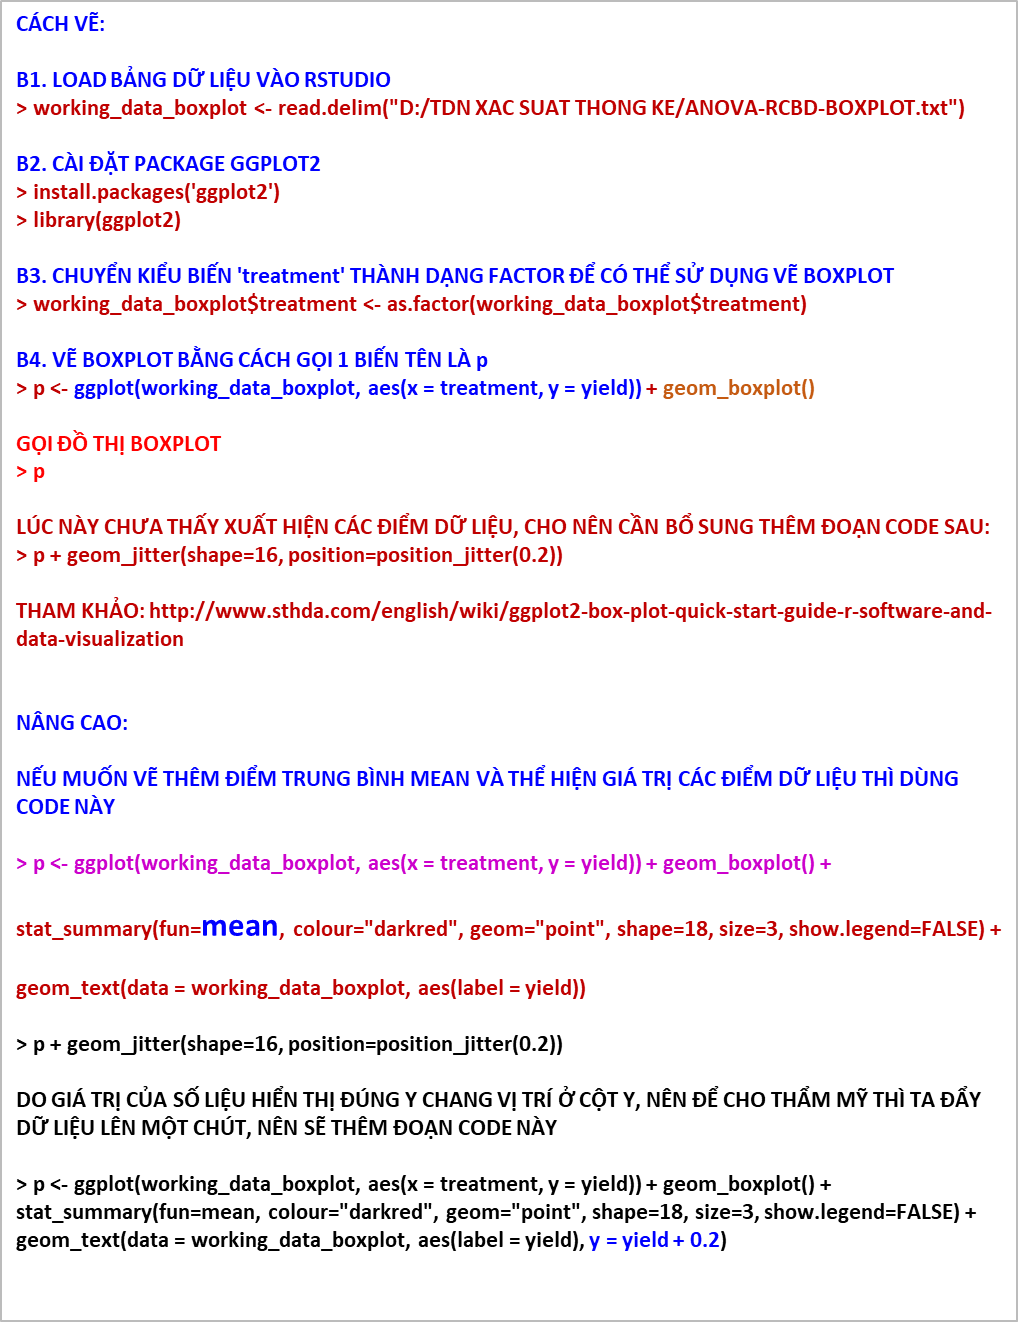 CÁCH VẼ:
B1. LOAD BẢNG DỮ LIỆU VÀO RSTUDIO
> working_data_boxplot <- read.delim("D:/TDN XAC SUAT THONG KE/ANOVA-RCBD-BOXPLOT.txt")
B2. CÀI ĐẶT PACKAGE GGPLOT2
> install.packages('ggplot2')
> library(ggplot2)
B3. CHUYỂN KIỂU BIẾN 'treatment' THÀNH DẠNG FACTOR ĐỂ CÓ THỂ SỬ DỤNG VẼ BOXPLOT
> working_data_boxplot$treatment <- as.factor(working_data_boxplot$treatment)
B4. VẼ BOXPLOT BẰNG CÁCH GỌI 1 BIẾN TÊN LÀ p
> p <- ggplot(working_data_boxplot, aes(x = treatment, y = yield)) + geom_boxplot()
GỌI ĐỒ THỊ BOXPLOT
> p
LÚC NÀY CHƯA THẤY XUẤT HIỆN CÁC ĐIỂM DỮ LIỆU, CHO NÊN CẦN BỔ SUNG THÊM ĐOẠN CODE SAU:
> p + geom_jitter(shape=16, position=position_jitter(0.2))
THAM KHẢO: http://www.sthda.com/english/wiki/ggplot2-box-plot-quick-start-guide-r-software-and-
data-visualization
NÂNG CAO:
NẾU MUỐN VẼ THÊM ĐIỂM TRUNG BÌNH MEAN VÀ THỂ HIỆN GIÁ TRỊ CÁC ĐIỂM DỮ LIỆU THÌ DÙNG
CODE NÀY
> p <- ggplot(working_data_boxplot, aes(x = treatment, y = yield)) + geom_boxplot() +
stat_summary(fun=mean, colour="darkred", geom="point", shape=18, size=3, show.legend=FALSE) +
geom_text(data = working_data_boxplot, aes(label = yield))
> p + geom_jitter(shape=16, position=position_jitter(0.2))
DO GIÁ TRỊ CỦA SỐ LIỆU HIỂN THỊ ĐÚNG Y CHANG VỊ TRÍ Ở CỘT Y, NÊN ĐỂ CHO THẨM MỸ THÌ TA ĐẨY
DỮ LIỆU LÊN MỘT CHÚT, NÊN SẼ THÊM ĐOẠN CODE NÀY
> p <- ggplot(working_data_boxplot, aes(x = treatment, y = yield)) + geom_boxplot() +
stat_summary(fun=mean, colour="darkred", geom="point", shape=18, size=3, show.legend=FALSE) +
geom_text(data = working_data_boxplot, aes(label = yield), y = yield + 0.2)